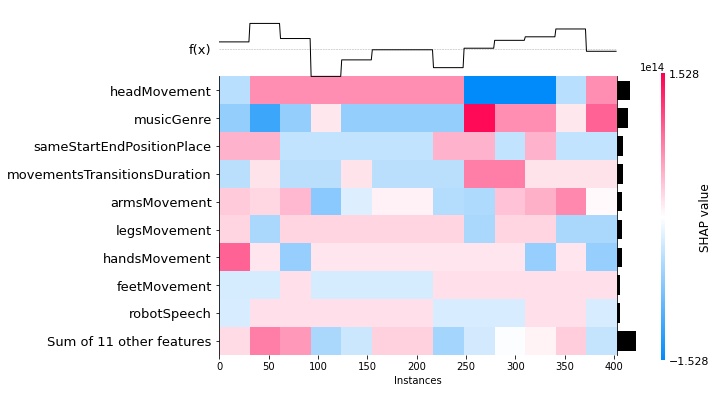 f(x)
1e14
1.528
headMovement
musicGenre
sameStartEndPositionPlace
movementsTransitionsDuration
armsMovement
legsMovement
handsMovement
feetMovement
robotSpeech
Sum of 11 other features
SHAP value
−1.528
0 50 100 150 200 250 300 350 400
Instances